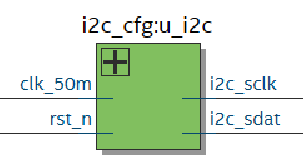 i2c_cfg:u_i2c
clk_50m i2c_sclk
rst_n i2c_sdat